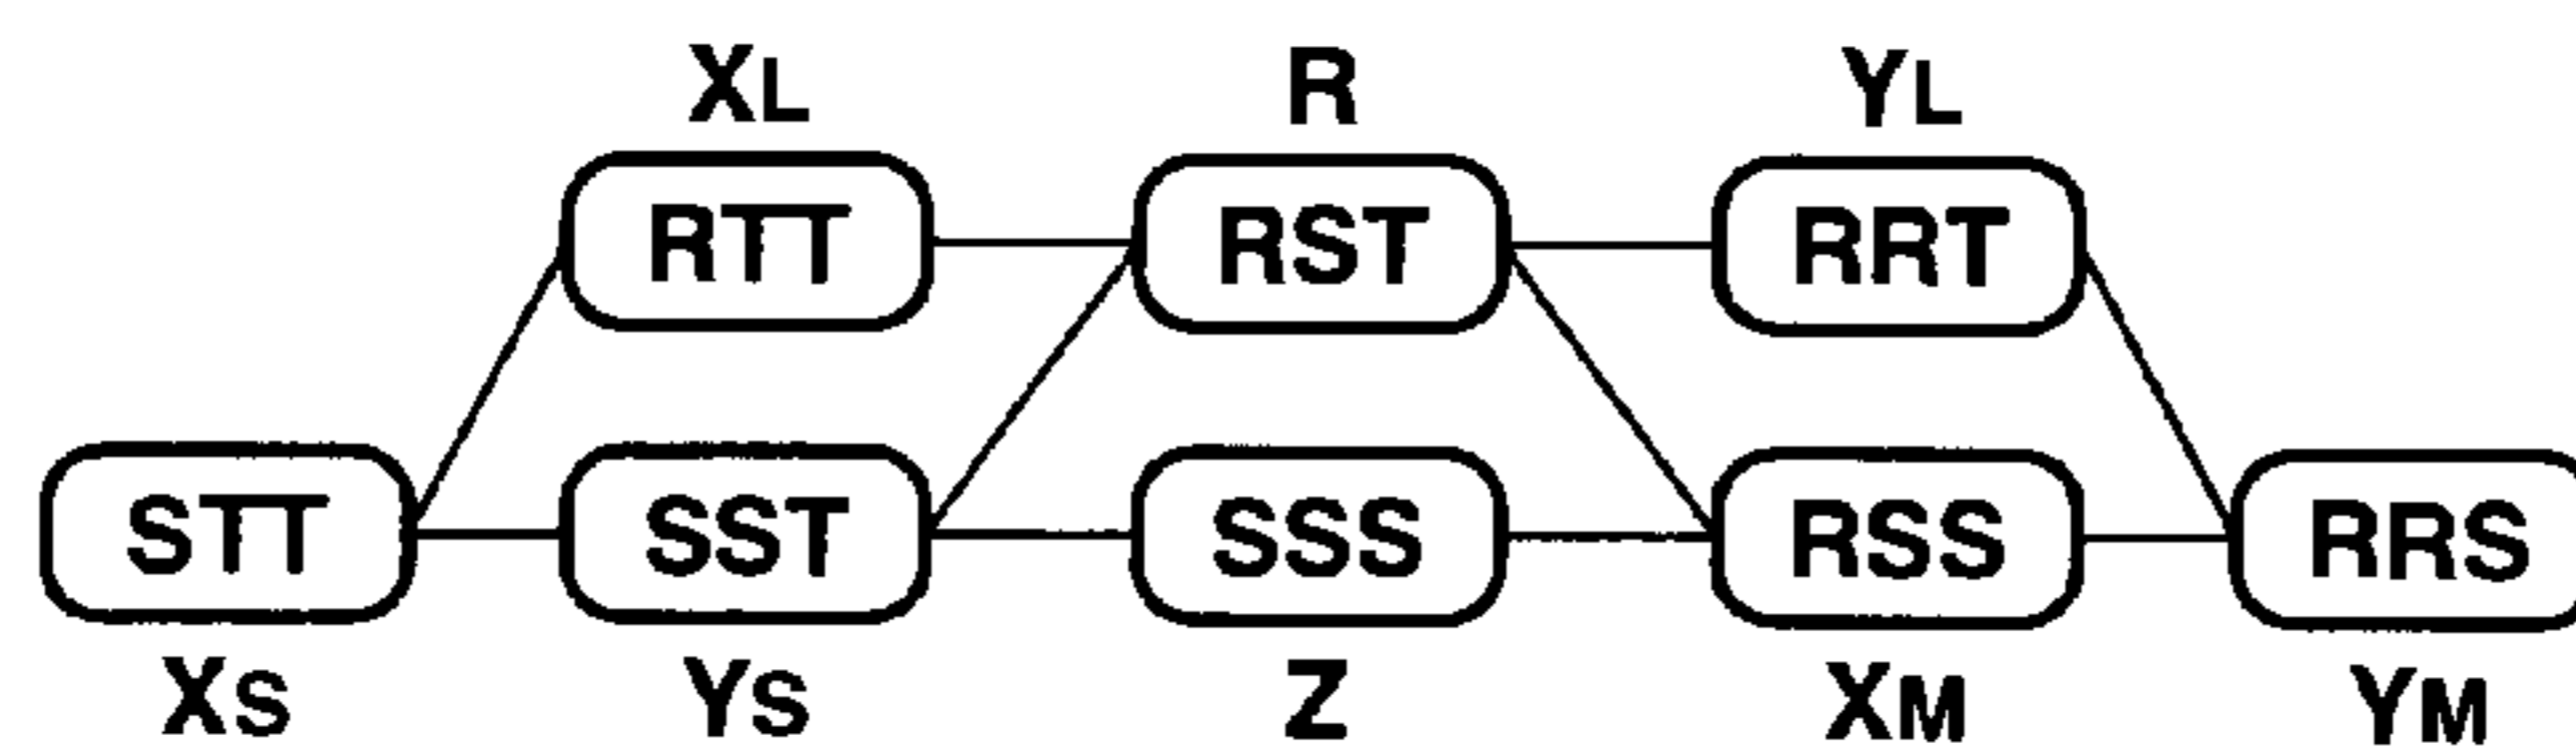 XL R YL
RTT RST RRT
STT SST SSS RSS RRS
XS YS Z XM YM